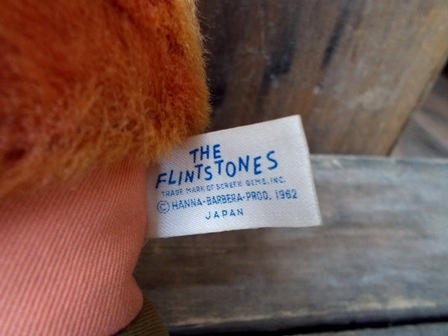 THE
FLINTSTONES
TRADE MARK OF SCREEN GEMS, INC.
© HANNA-BARBERA-PROD. 1962
JAPAN